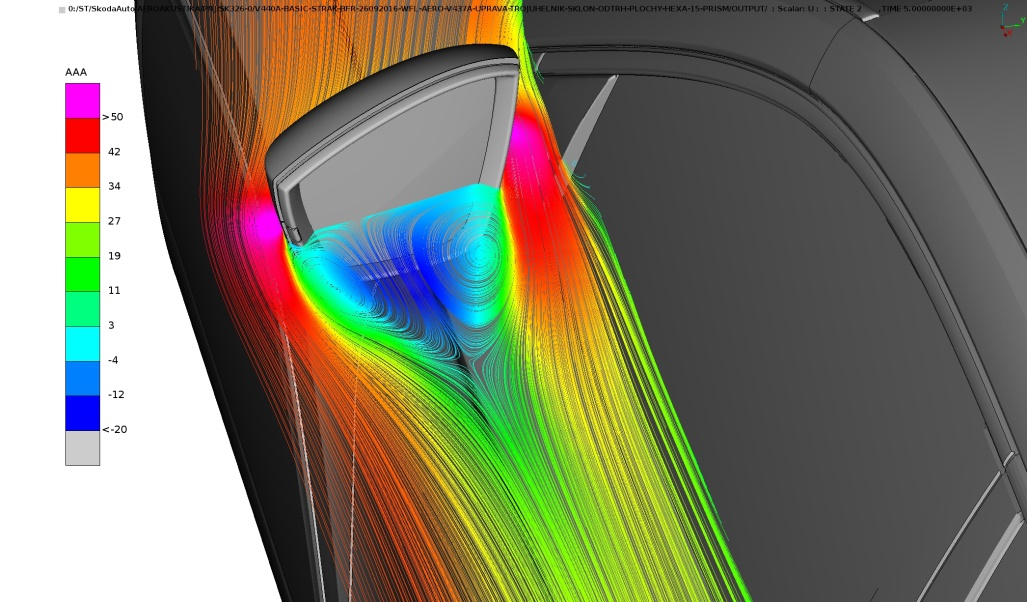 0:/ST/SkodaAuto/AEROAKUSTIKA/ SK326-0/V440A-BASIC-STRAK-BFR-26092016-WFL-AERO-V437A-UPRAVA-TROJUHELNIK-SKLON-ODTRH-PLOCHY-HEXA-15-PRISM/OUTPUT/ : Scalar: U : : STATE 2 ,TIME 5.00000000E+03
Z
Y
X
AAA
>50
42
34
27
19
11
3
-4
-12
<-20